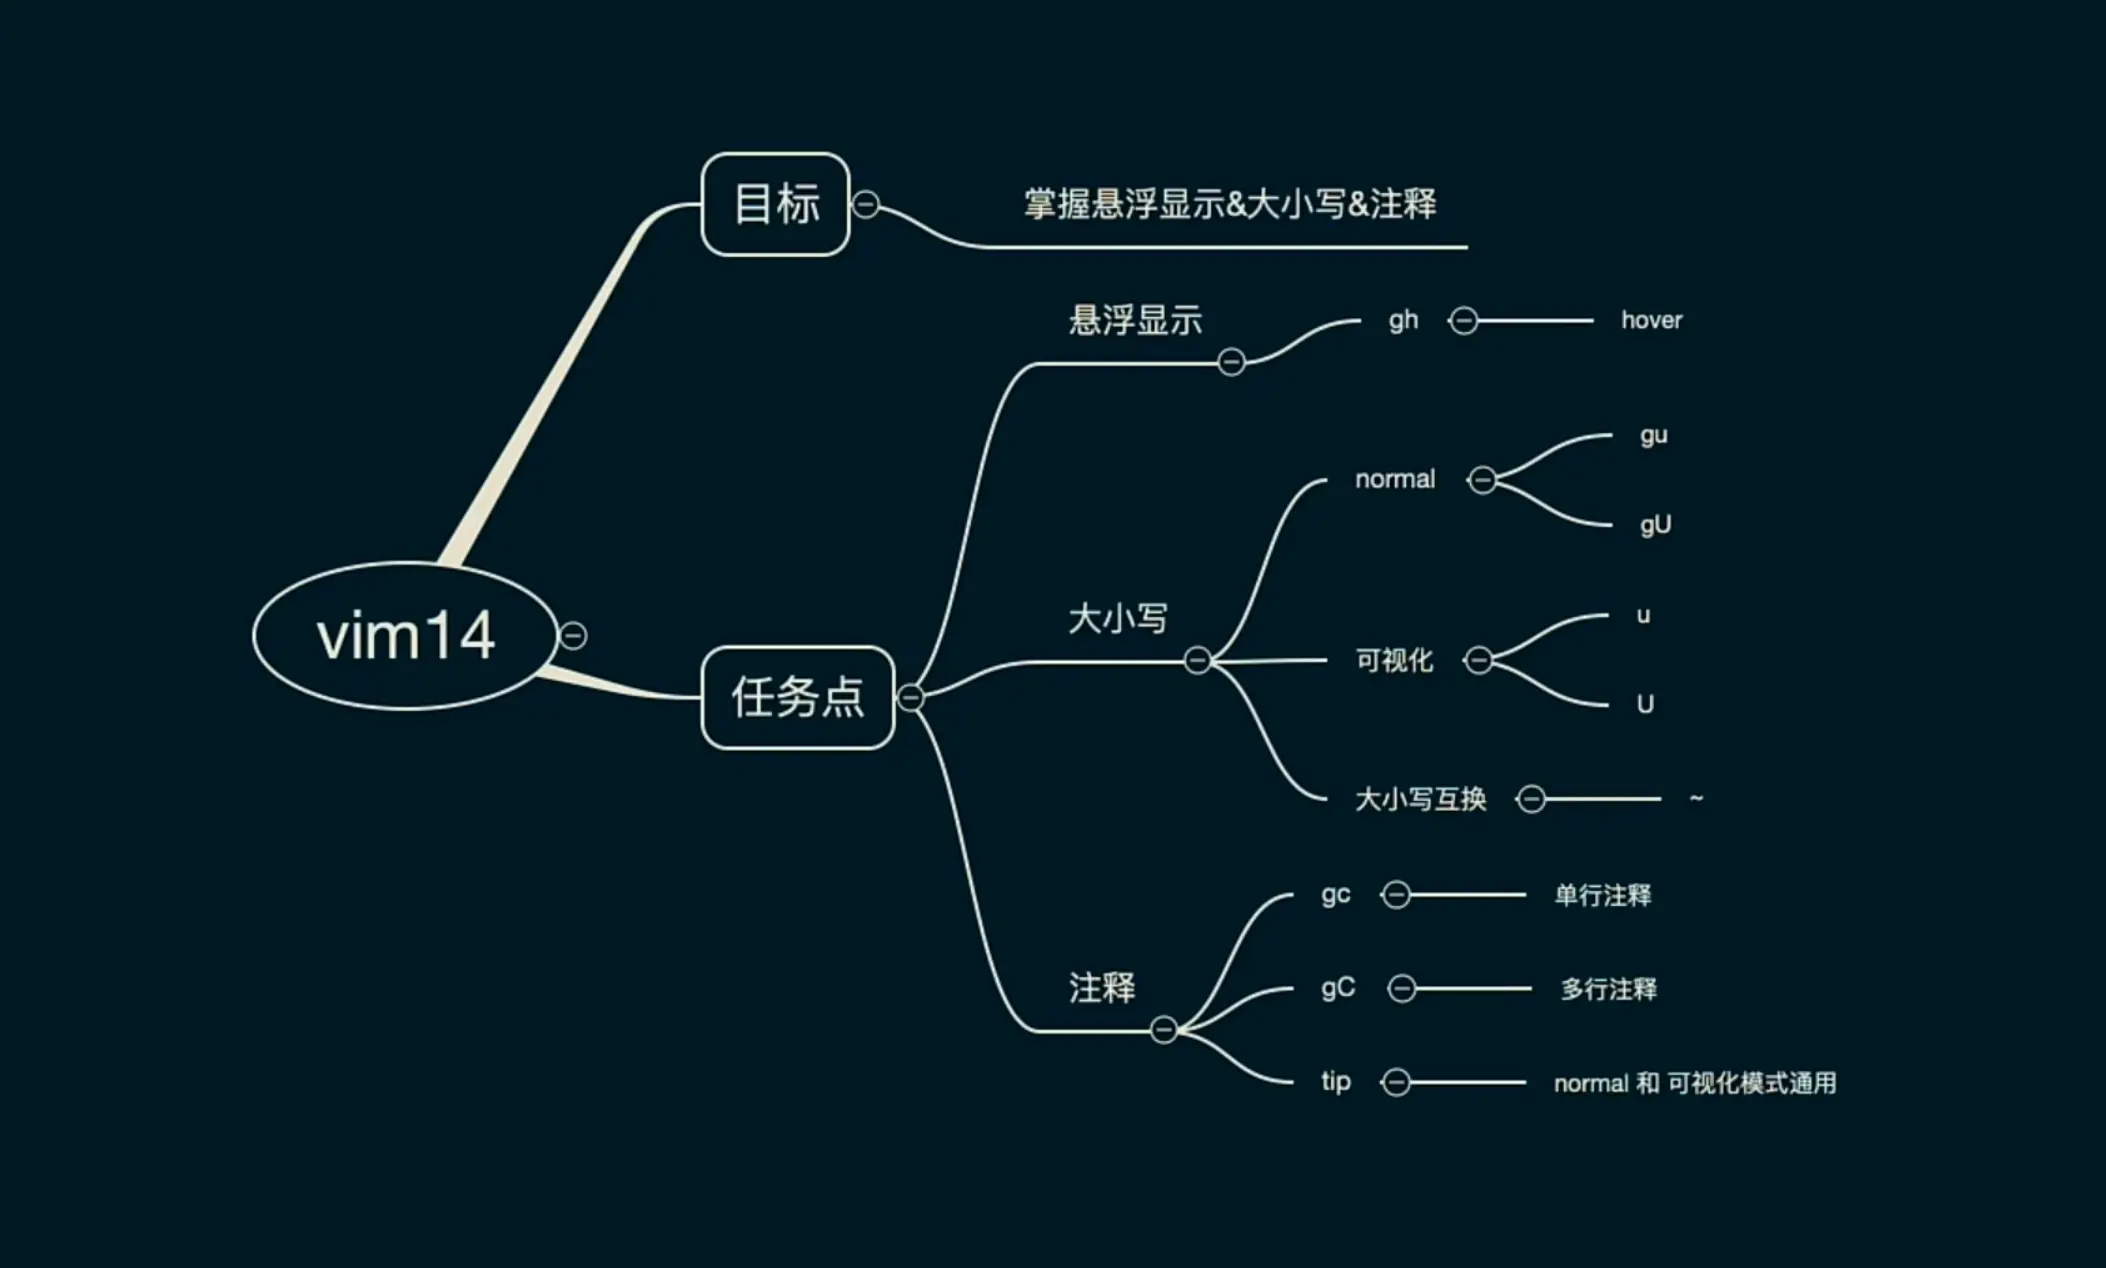 目标
掌握悬浮显示&大小写&注释
悬浮显示
gh
hover
gu
normal
gU
vim14
大小写
u
可视化
U
任务点
大小写互换
~
gc
单行注释
注释
gC
多行注释
tip
normal 和 可视化模式通用